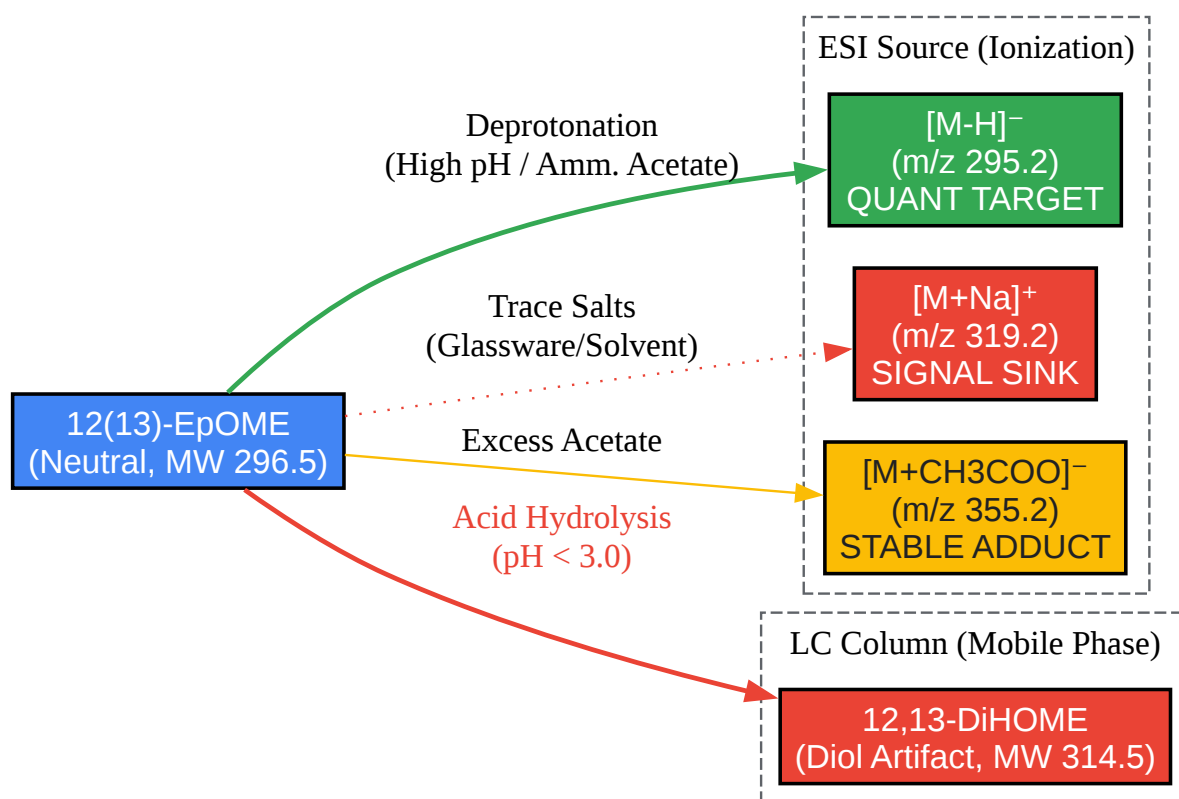 ESI Source (Ionization)
Deprotonation
(High pH / Amm. Acetate)
[M-H]⁻
(m/z 295.2)
QUANT TARGET
Trace Salts
(Glassware/Solvent)
[M+Na]⁺
(m/z 319.2)
SIGNAL SINK
12(13)-EpOME
(Neutral, MW 296.5)
Excess Acetate
[M+CH3COO]⁻
(m/z 355.2)
STABLE ADDUCT
Acid Hydrolysis
(pH < 3.0)
LC Column (Mobile Phase)
12,13-DiHOME
(Diol Artifact, MW 314.5)